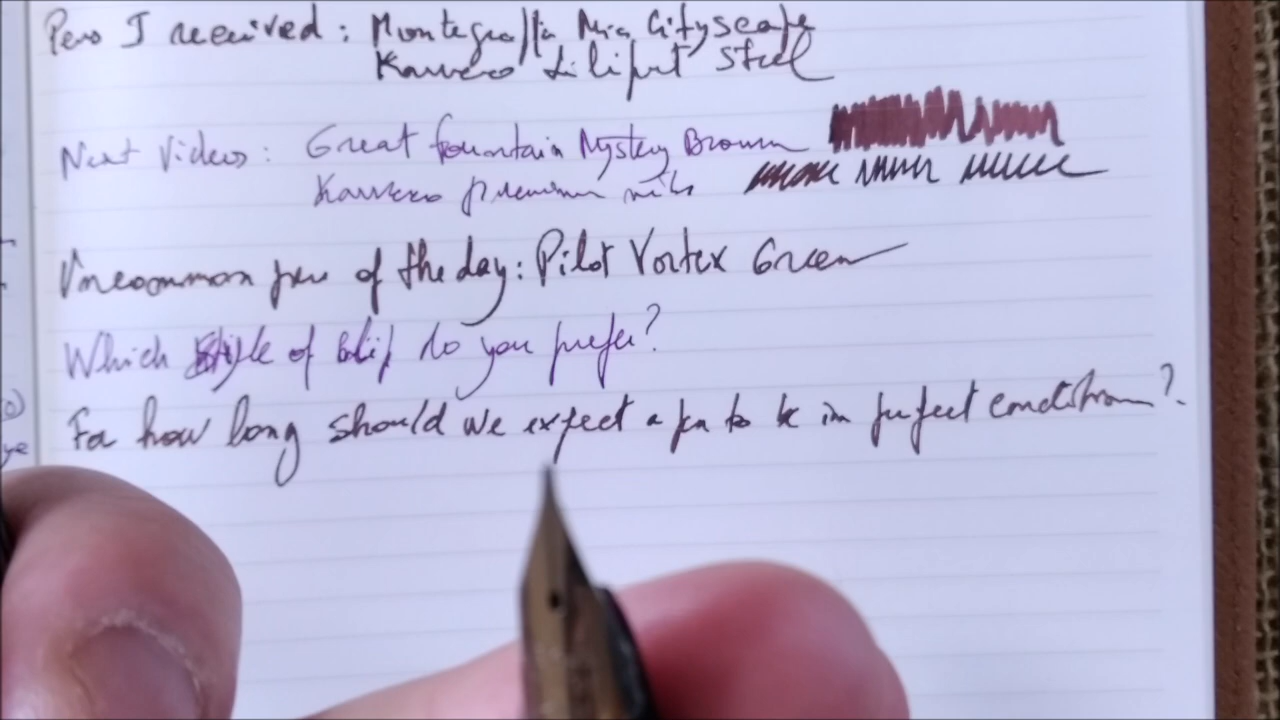 Pens I received: Montegrappa Mia Cityscape
Kaweco Liliput Steel
Next Videos: Great fountain Mystery Brown
Kaweco premium nibs
Uncommon pen of the day: Pilot Vortex Green
Which style of clip do you prefer?
For how long should we expect a pen to be in perfect condition?